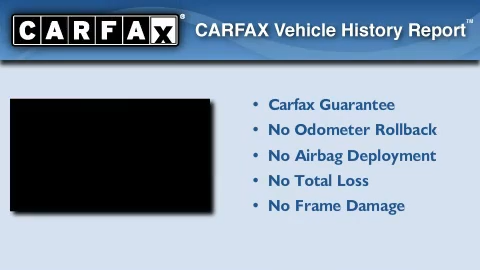 CARFAX® CARFAX Vehicle History Report™
• Carfax Guarantee
• No Odometer Rollback
• No Airbag Deployment
• No Total Loss
• No Frame Damage